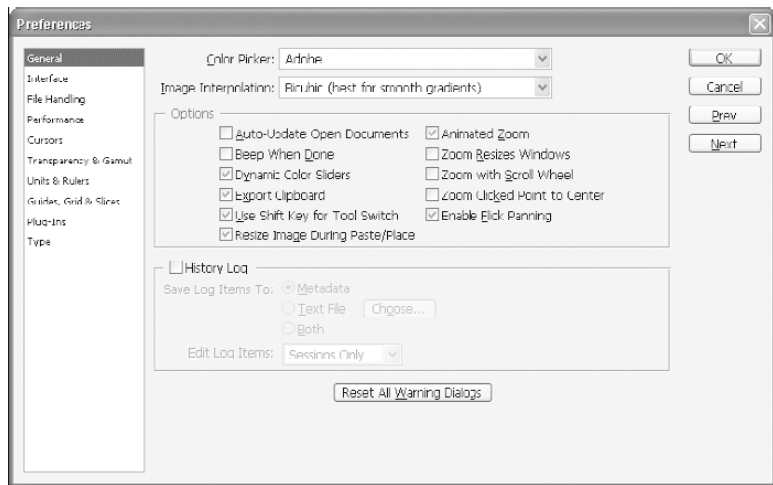 Preferences
General
Interface
File Handling
Performance
Cursors
Transparency & Gamut
Units & Rulers
Guides, Grid & Slices
Plug-Ins
Type
Color Picker: Adobe
Image Interpolation: Bicubic (best for smooth gradients)
Options
Auto-Update Open Documents
Beep When Done
Dynamic Color Sliders
Export Clipboard
Use Shift Key for Tool Switch
Resize Image During Paste/Place
Animated Zoom
Zoom Resizes Windows
Zoom with Scroll Wheel
Zoom Clicked Point to Center
Enable Flick Panning
History Log
Save Log Items To: Metadata
Text File Choose...
Both
Edit Log Items: Sessions Only
Reset All Warning Dialogs
OK
Cancel
Prev
Next